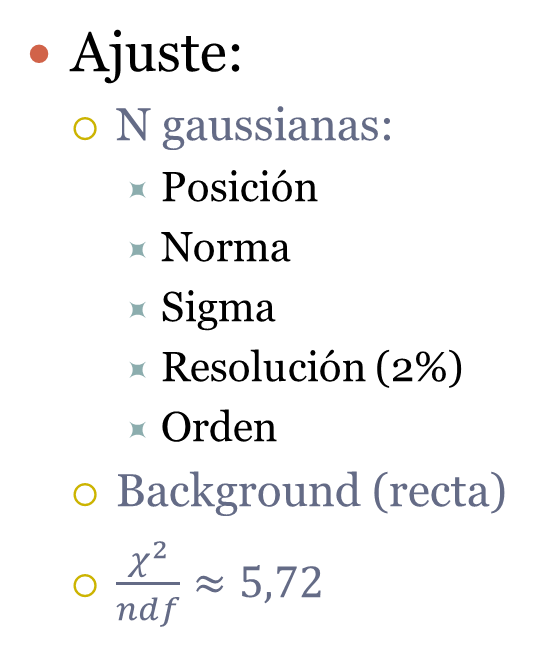 Ajuste:
N gaussianas:
Posición
Norma
Sigma
Resolución (2%)
Orden
Background (recta)
χ²/ndf ≈ 5,72